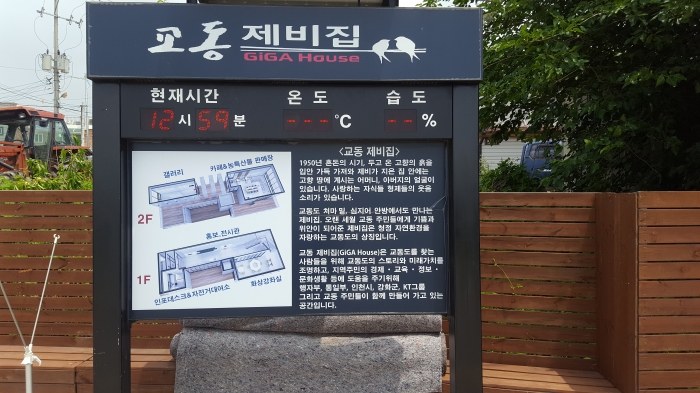 교동 제비집
GiGA House
현재시간 온도 습도
12시 59분 ---°C --%
갤러리 카페&농특산물 판매장
2F
홍보,전시관
1F
인포데스크&자전거대여소 화상강좌실
<교동 제비집>
1950년 혼돈의 시기, 두고 온 고향의 흙을
입안 가득 가져와 제비가 지은 집 안에는
고향 땅에 계시는 어머니, 아버지의 얼굴이
있습니다. 사랑하는 자식들 형제들의 웃음
소리가 있습니다.
교동도 처마 밑, 심지어 안방에서도 만나는
제비집. 오랜 세월 교동 주민들에게 기쁨과
위안이 되어준 제비집은 청정 자연환경을
자랑하는 교동도의 상징입니다.
교동 제비집(GiGA House)은 교동도를 찾는
사람들을 위해 교동도의 스토리와 미래가치를
조명하고, 지역주민의 경제·교육·정보·
문화생활 등에 도움을 주기위해
행자부, 통일부, 인천시, 강화군, KT그룹
그리고 교동 주민들이 함께 만들어 가고 있는
공간입니다.